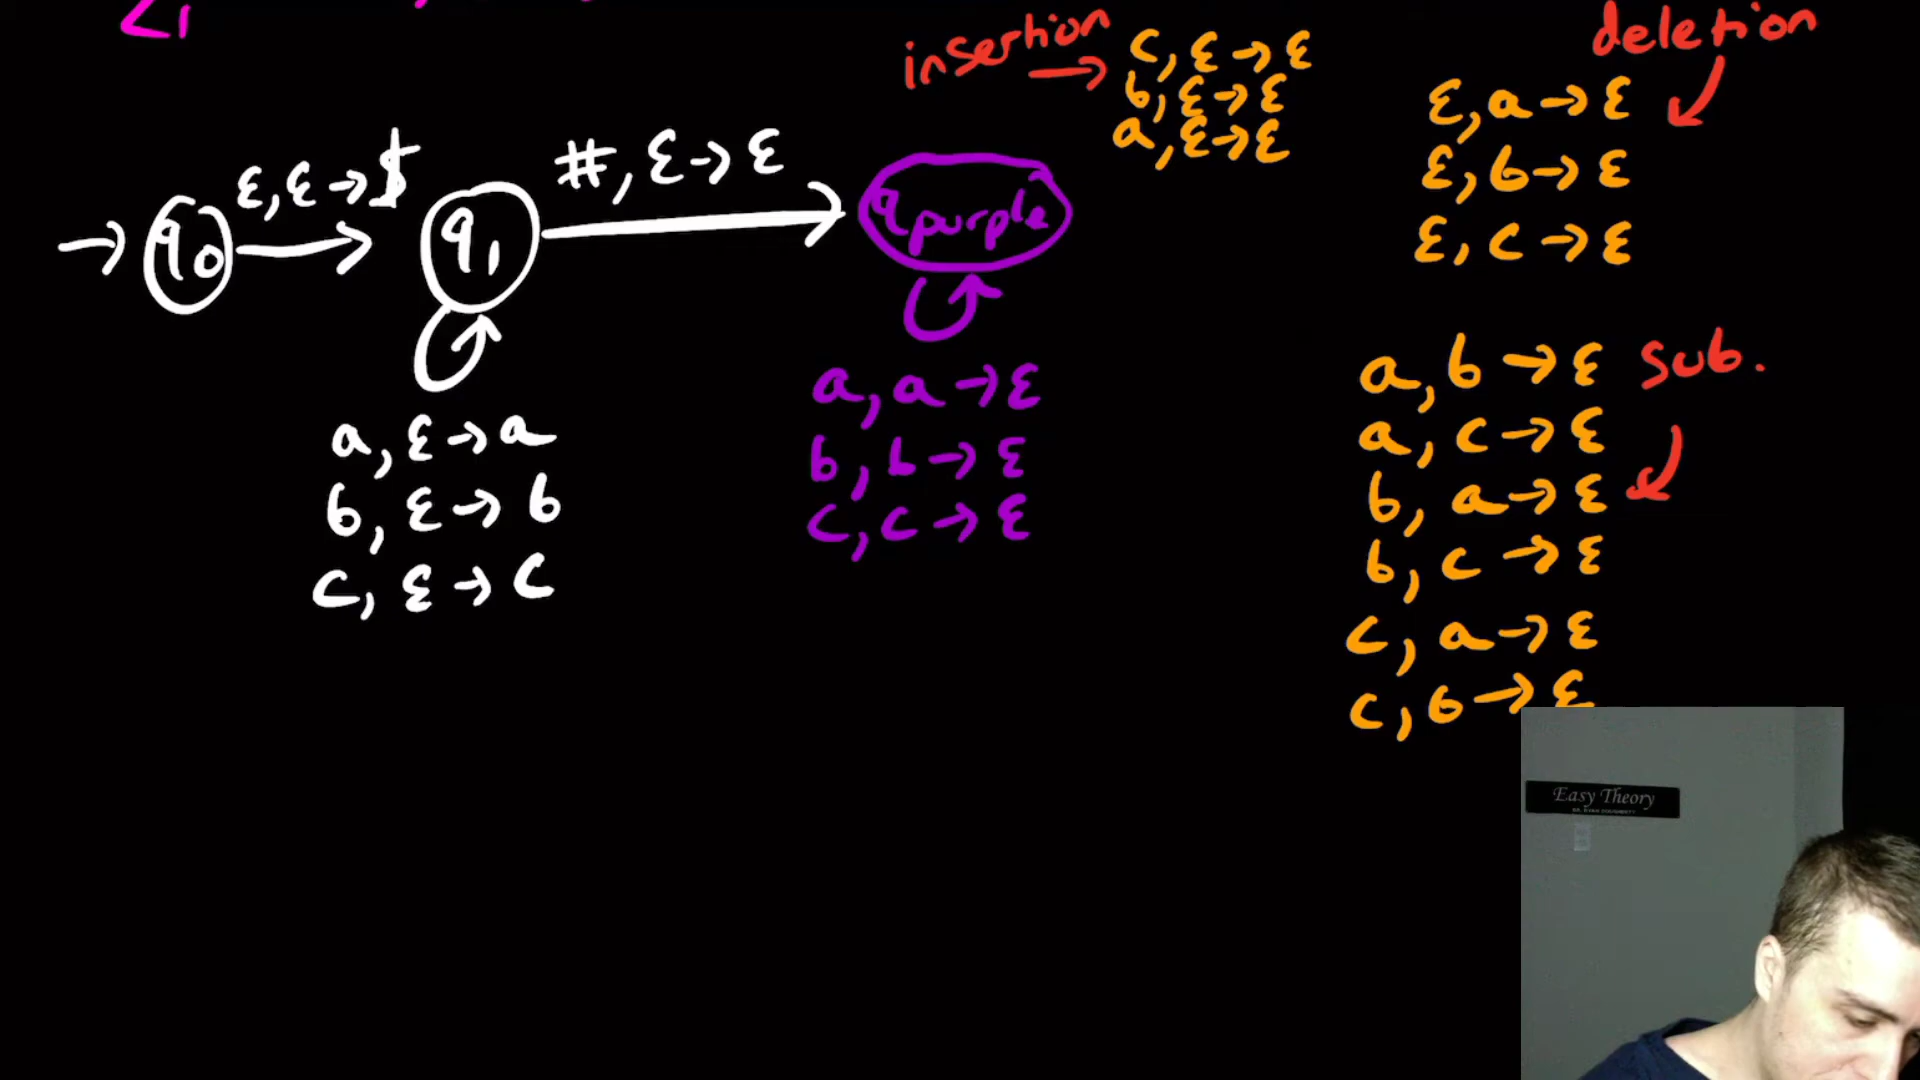 insertion
c, ε → ε
b, ε → ε
a, ε → ε
deletion
ε, a → ε
ε, b → ε
ε, c → ε
ε, ε → $
#, ε → ε
q0
q1
qpurple
a, ε → a
b, ε → b
c, ε → c
a, a → ε
b, b → ε
c, c → ε
sub.
a, b → ε
a, c → ε
b, a → ε
b, c → ε
c, a → ε
c, b → ε
Easy Theory